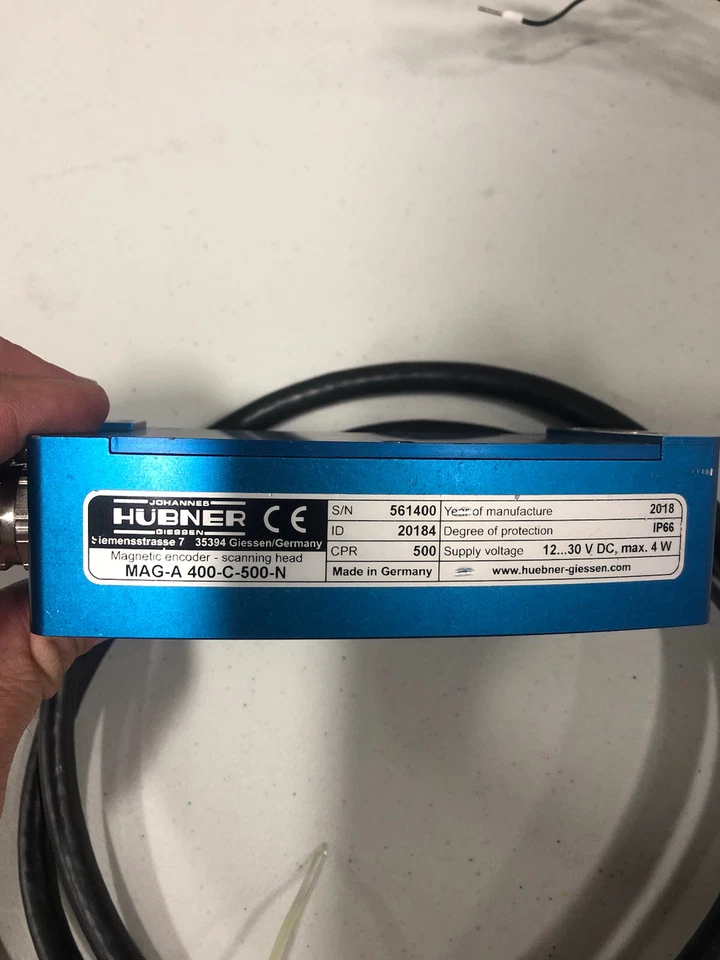 JOHANNES
HÜBNER CE
GIESSEN
Siemensstrasse 7 35394 Giessen/Germany
Magnetic encoder - scanning head
MAG-A 400-C-500-N
S/N 561400 Year of manufacture 2018
ID 20184 Degree of protection IP66
CPR 500 Supply voltage 12...30 V DC, max. 4 W
Made in Germany www.huebner-giessen.com